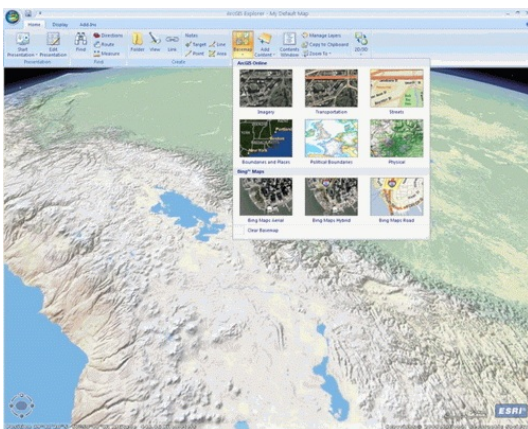 ArcGIS Explorer - My Default Map
Home Display Add-Ins
Start Presentation
Edit Presentation
Find
Directions
Route
Measure
Folder
View
Link
Notes
Target
Line
Point
Area
Basemap
Add Content
Contents Window
Manage Layers
Copy to Clipboard
Zoom To
2D/3D
Presentation Find Create
ArcGIS Online
Imagery Transportation Streets
Boundaries and Places Political Boundaries Physical
Bing™ Maps
Bing Maps Aerial Bing Maps Hybrid Bing Maps Road
Clear Basemap
ESRI